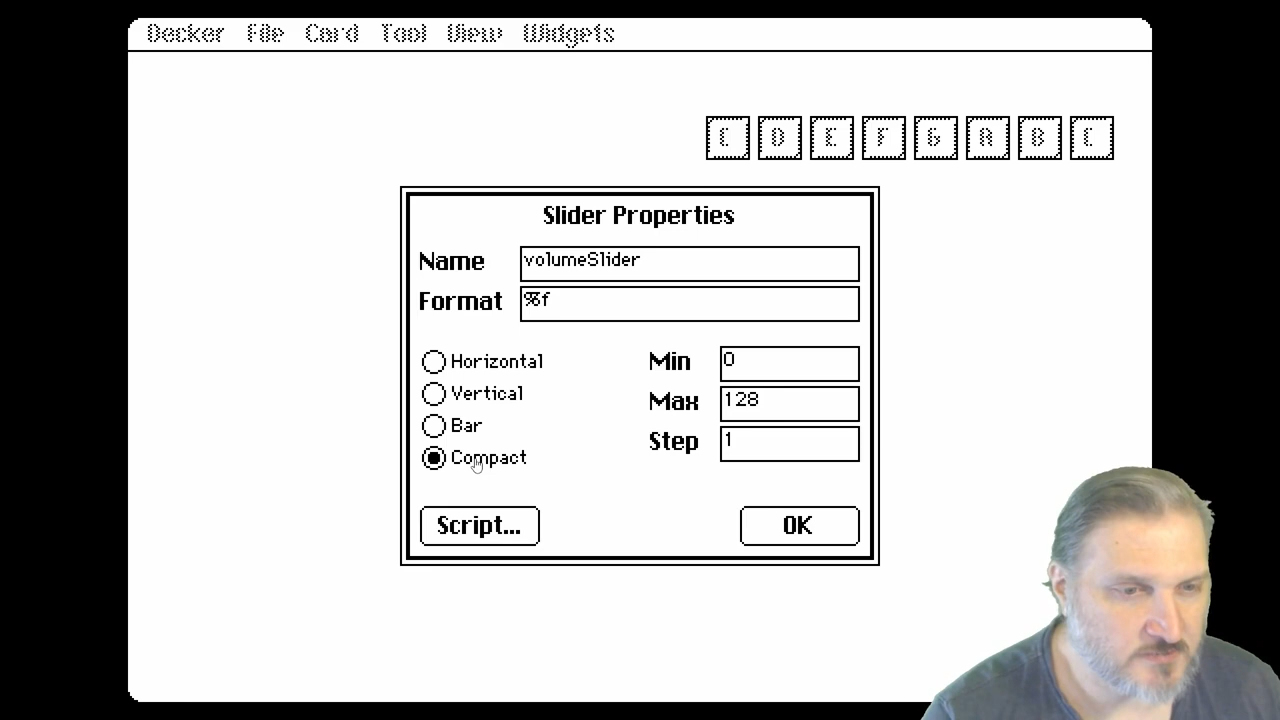 Decker File Card Tool View Widgets
C D E F G A B C
Slider Properties
Name volumeSlider
Format %f
Horizontal Min 0
Vertical Max 128
Bar Step 1
Compact
Script... OK